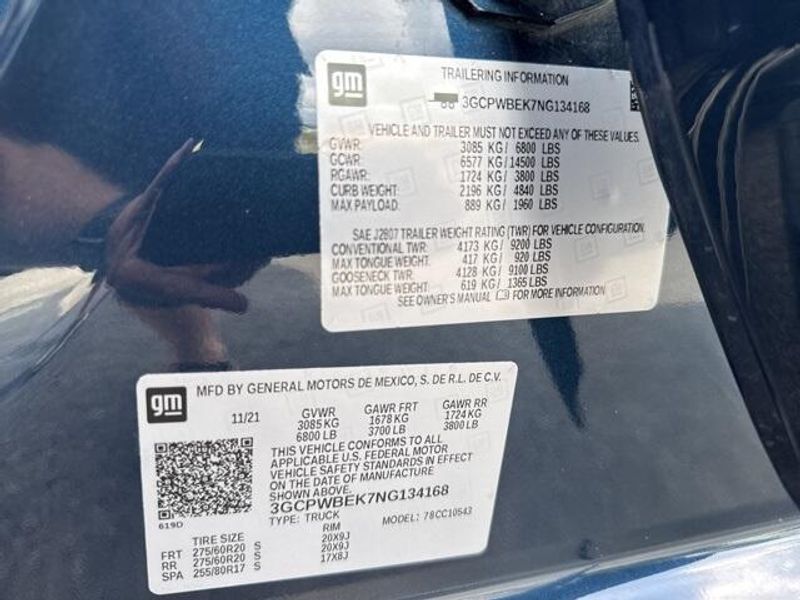 gm
TRAILERING INFORMATION
3GCPWBEK7NG134168
VEHICLE AND TRAILER MUST NOT EXCEED ANY OF THESE VALUES.
GVWR: 3085 KG / 6800 LBS
GCWR: 6577 KG / 14500 LBS
RGAWR: 1724 KG / 3800 LBS
CURB WEIGHT: 2196 KG / 4840 LBS
MAX PAYLOAD: 889 KG / 1960 LBS
SAE J2807 TRAILER WEIGHT RATING (TWR) FOR VEHICLE CONFIGURATION.
CONVENTIONAL TWR: 4173 KG / 9200 LBS
MAX TONGUE WEIGHT: 417 KG / 920 LBS
GOOSENECK TWR: 4128 KG / 9100 LBS
MAX TONGUE WEIGHT: 619 KG / 1365 LBS
SEE OWNER'S MANUAL FOR MORE INFORMATION
gm
MFD BY GENERAL MOTORS DE MEXICO, S. DE R.L. DE C.V.
11/21 GVWR GAWR FRT GAWR RR
3085 KG 1678 KG 1724 KG
6800 LB 3700 LB 3800 LB
THIS VEHICLE CONFORMS TO ALL
APPLICABLE U.S. FEDERAL MOTOR
VEHICLE SAFETY STANDARDS IN EFFECT
ON THE DATE OF MANUFACTURE
SHOWN ABOVE.
3GCPWBEK7NG134168
619D
TYPE: TRUCK MODEL: 78CC10543
TIRE SIZE RIM
FRT 275/60R20 S 20X9J
RR 275/60R20 S 20X9J
SPA 255/80R17 S 17X8J